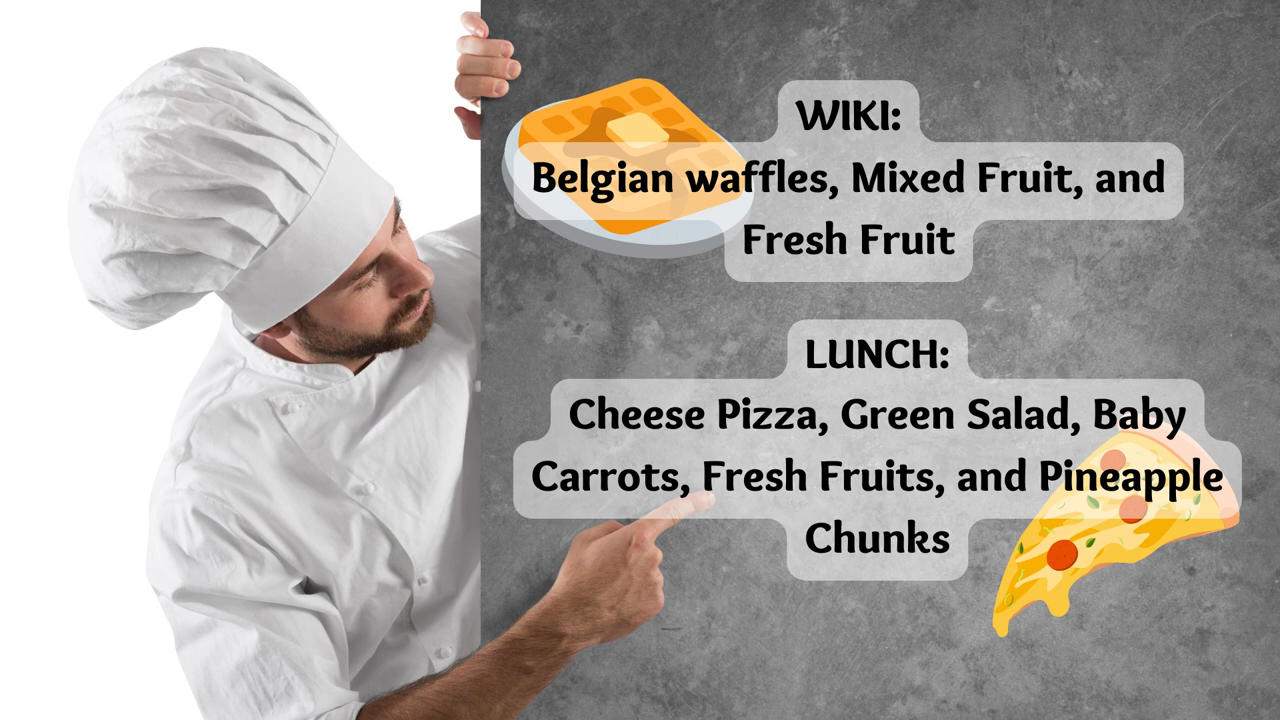 WIKI:
Belgian waffles, Mixed Fruit, and
Fresh Fruit
LUNCH:
Cheese Pizza, Green Salad, Baby
Carrots, Fresh Fruits, and Pineapple
Chunks